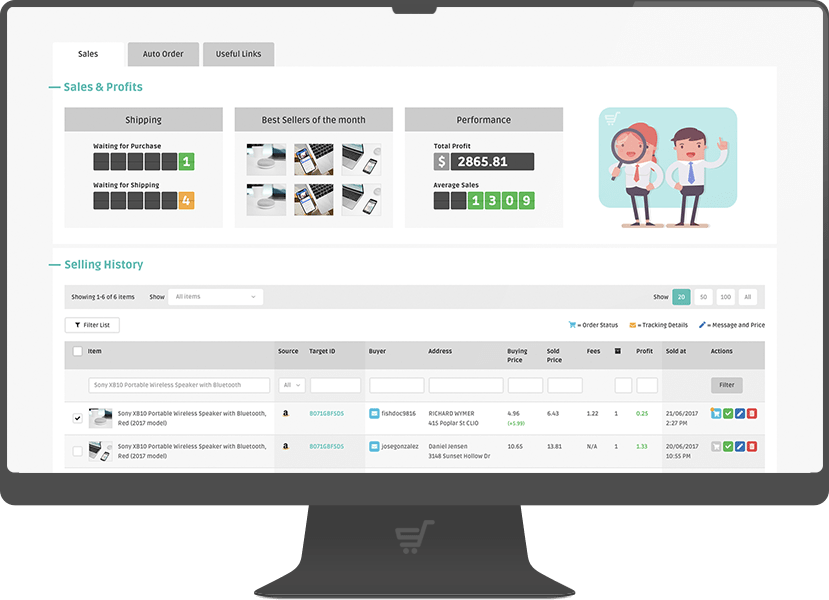 Sales
Auto Order
Useful Links
Sales & Profits
Shipping
Waiting for Purchase
1
Waiting for Shipping
4
Best Sellers of the month
Performance
Total Profit
$ 2865.81
Average Sales
1309
Selling History
Showing 1-6 of 6 items
Show
All items
Show
20
50
100
All
Filter List
= Order Status
= Tracking Details
= Message and Price
Item
Source
Target ID
Buyer
Address
Buying
Price
Sold
Price
Fees
Profit
Sold at
Actions
Sony XB10 Portable Wireless Speaker with Bluetooth
All
Filter
Sony XB10 Portable Wireless Speaker with Bluetooth,
Red (2017 model)
a
B071GBFSDS
fishdoc9816
RICHARD WYMER
415 Poplar St CLIO
4.96
(+1.99)
6.43
1.22
1
0.25
21/06/2017
2:27 PM
Sony XB10 Portable Wireless Speaker with Bluetooth,
Red (2017 model)
a
B071GBFSDS
josegonzalez
Daniel Jensen
3148 Sunset Hollow Dr
10.65
13.81
N/A
1
1.33
20/06/2017
10:55 PM